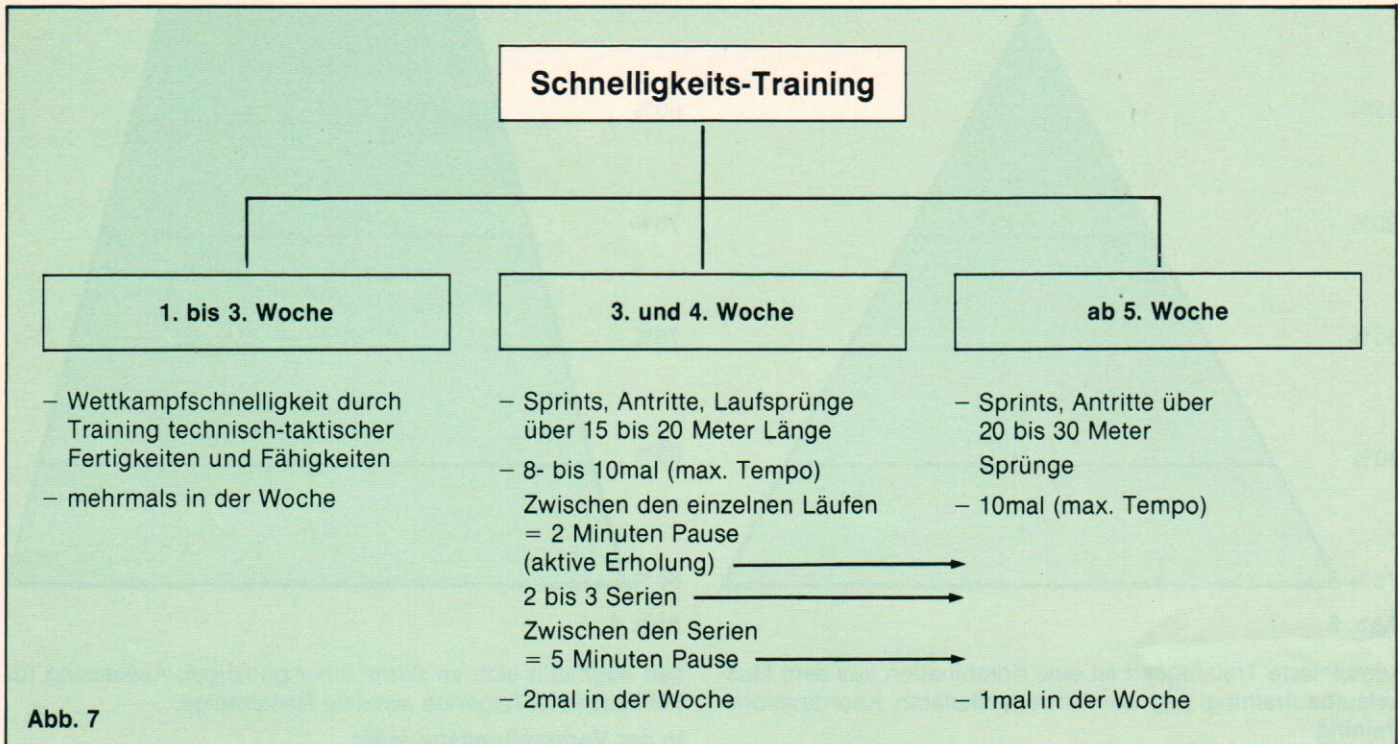 Schnelligkeits-Training
1. bis 3. Woche
– Wettkampfschnelligkeit durch
Training technisch-taktischer
Fertigkeiten und Fähigkeiten
– mehrmals in der Woche
3. und 4. Woche
– Sprints, Antritte, Laufsprünge
über 15 bis 20 Meter Länge
– 8- bis 10mal (max. Tempo)
Zwischen den einzelnen Läufen
= 2 Minuten Pause
(aktive Erholung)
2 bis 3 Serien
Zwischen den Serien
= 5 Minuten Pause
– 2mal in der Woche
ab 5. Woche
– Sprints, Antritte über
20 bis 30 Meter
Sprünge
– 10mal (max. Tempo)
1mal in der Woche
Abb. 7